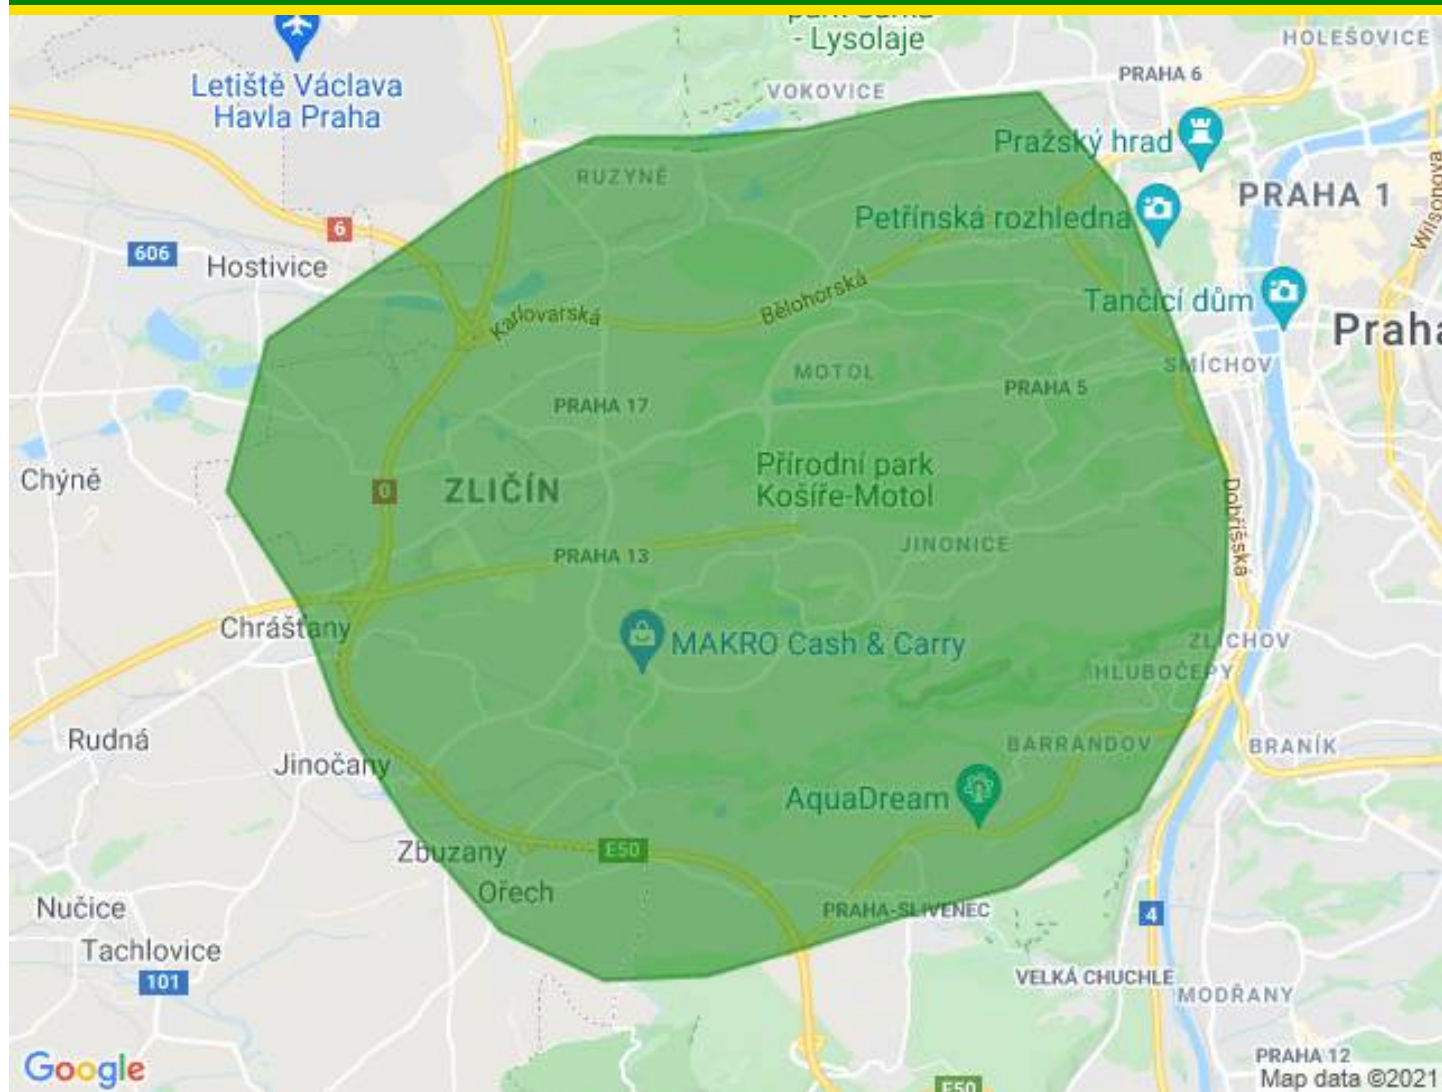 - Lysolaje
HOLEŠOVICE
PRAHA 6
Letiště Václava
Havla Praha
VOKOVICE
Pražský hrad
RUZYNĚ
PRAHA 1
Petřínská rozhledna
Wilsonova
6
606
Hostivice
Karlovarská
Bělohorská
Tančící dům
Praha
SMÍCHOV
MOTOL
PRAHA 5
PRAHA 17
Chýně
0
ZLIČÍN
Přírodní park
Košíře-Motol
Dobříšská
JINONICE
PRAHA 13
Chrášťany
MAKRO Cash & Carry
ZLÍCHOV
HLUBOČEPY
Rudná
Jinočany
BARRANDOV
BRANÍK
AquaDream
Zbuzany
E50
Ořech
Nučice
PRAHA-SLIVENEC
4
Tachlovice
101
VELKÁ CHUCHLE
MODŘANY
Google
PRAHA 12
E50
Map data ©2021